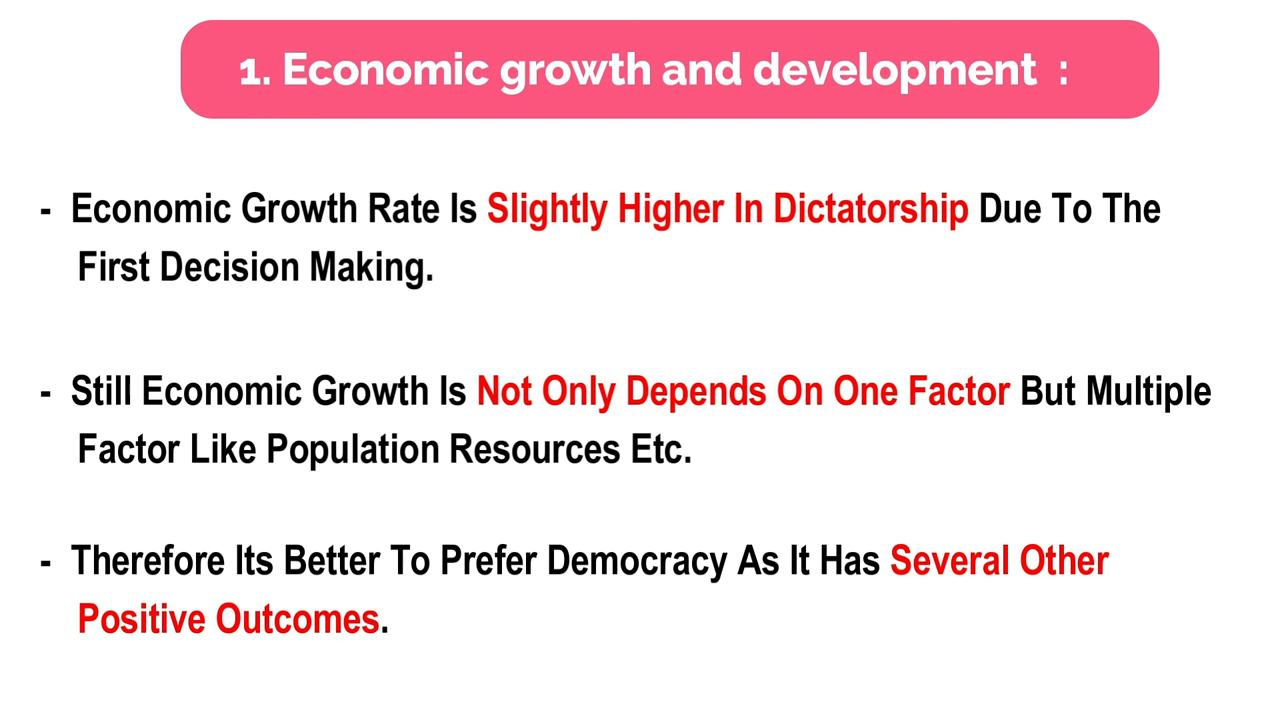 1. Economic growth and development :
- Economic Growth Rate Is Slightly Higher In Dictatorship Due To The
First Decision Making.
- Still Economic Growth Is Not Only Depends On One Factor But Multiple
Factor Like Population Resources Etc.
- Therefore Its Better To Prefer Democracy As It Has Several Other
Positive Outcomes.